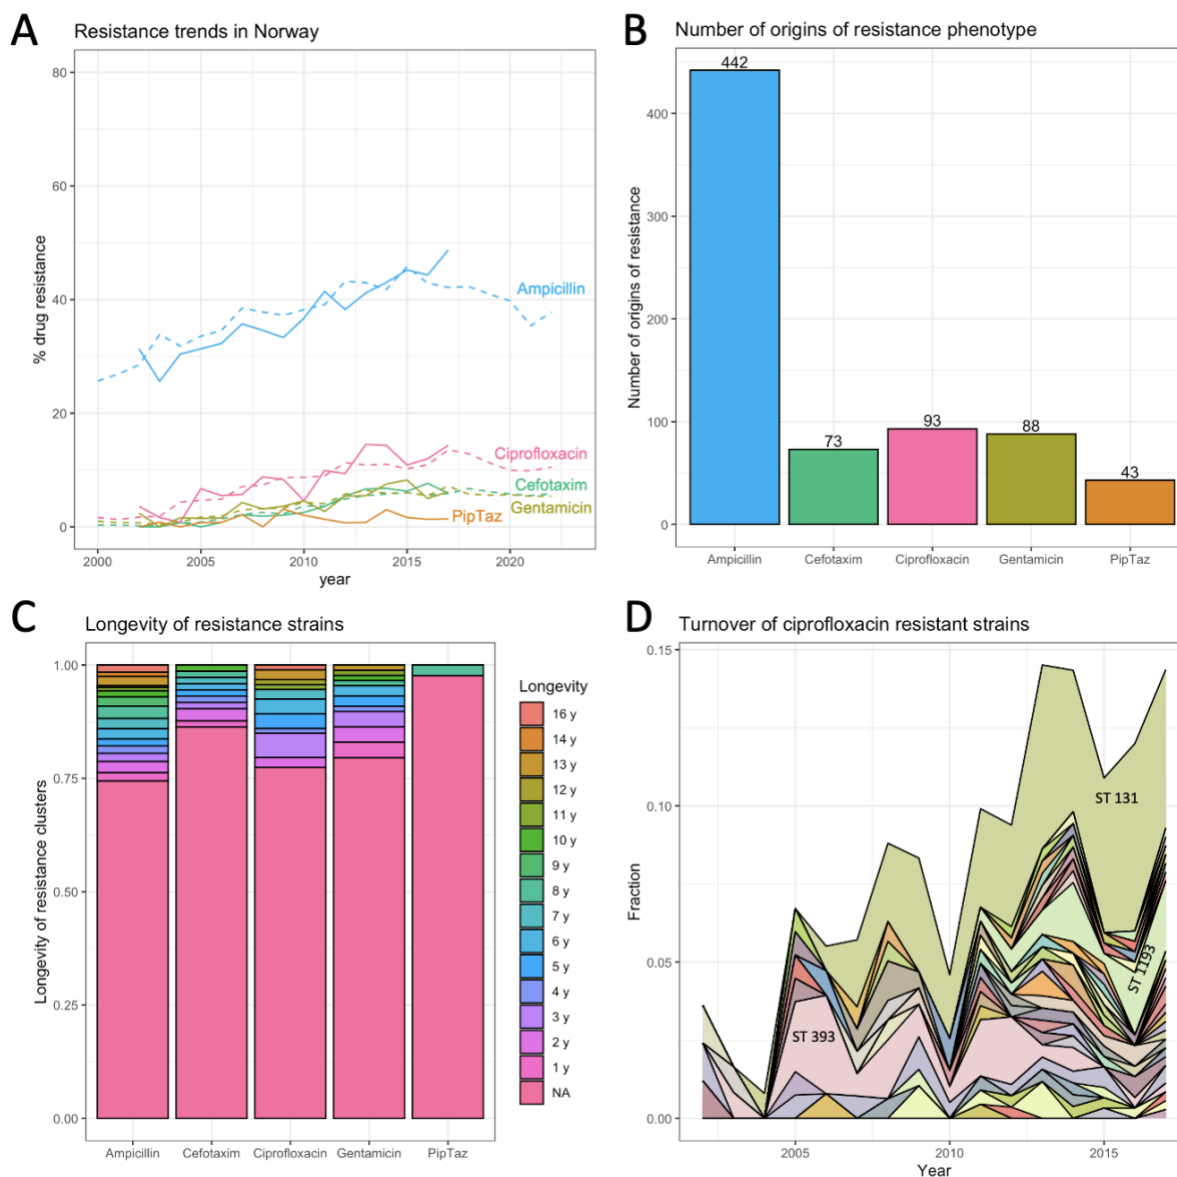 A
Resistance trends in Norway
80
60
40
20
0
% drug resistance
Ampicillin
Ciprofloxacin
Cefotaxim
Gentamicin
PipTaz
2000
2005
2010
2015
2020
year
B
Number of origins of resistance phenotype
442
400
300
200
100
0
Number of origins of resistance
73
93
88
43
Ampicillin
Cefotaxim
Ciprofloxacin
Gentamicin
PipTaz
C
Longevity of resistance strains
1.00
0.75
0.50
0.25
0.00
Longevity of resistance clusters
Ampicillin
Cefotaxim
Ciprofloxacin
Gentamicin
PipTaz
Longevity
16 y
14 y
13 y
12 y
11 y
10 y
9 y
8 y
7 y
6 y
5 y
4 y
3 y
2 y
1 y
NA
D
Turnover of ciprofloxacin resistant strains
0.15
0.10
0.05
0.00
Fraction
ST 131
ST 1193
ST 393
2005
2010
2015
Year